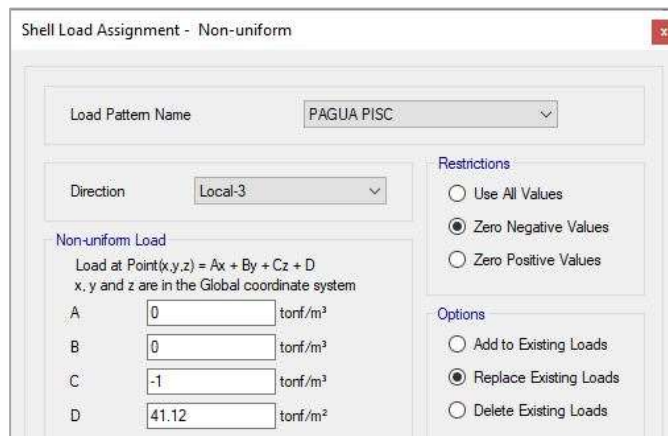 Shell Load Assignment - Non-uniform
x
Load Pattern Name
PAGUA PISC
Direction
Local-3
Restrictions
Use All Values
Zero Negative Values
Zero Positive Values
Non-uniform Load
Load at Point(x,y,z) = Ax + By + Cz + D
x, y and z are in the Global coordinate system
A 0 tonf/m³
B 0 tonf/m³
C -1 tonf/m³
D 41.12 tonf/m²
Options
Add to Existing Loads
Replace Existing Loads
Delete Existing Loads